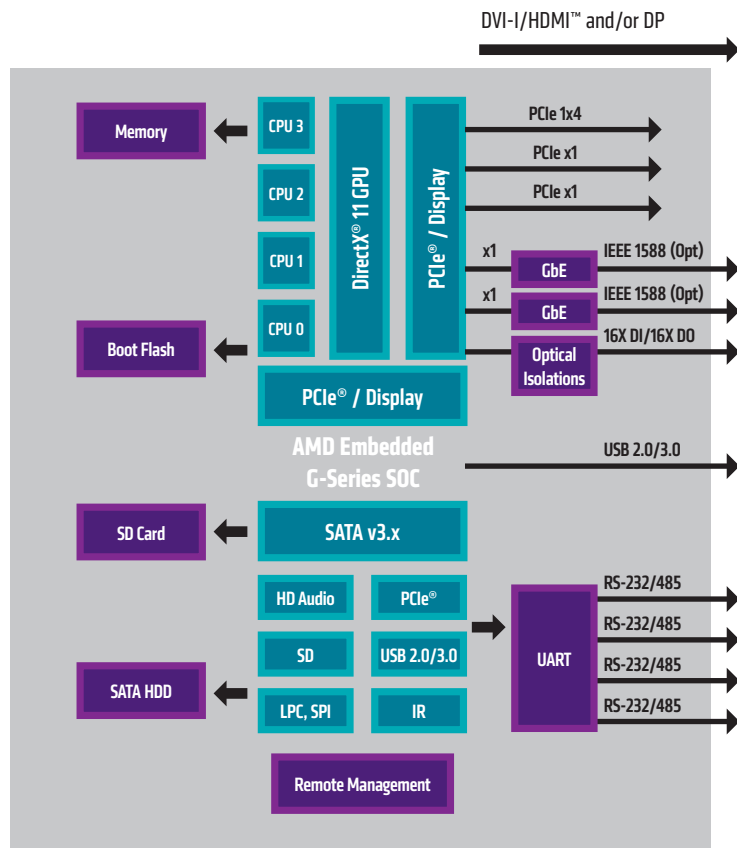 DVI-I/HDMI™ and/or DP
Memory
CPU 3
CPU 2
CPU 1
CPU 0
DirectX® 11 GPU
PCIe® / Display
PCIe 1x4
PCIe x1
PCIe x1
x1
GbE
IEEE 1588 (Opt)
x1
GbE
IEEE 1588 (Opt)
16X DI/16X DO
Optical
Isolations
Boot Flash
PCIe® / Display
AMD Embedded
G-Series SOC
USB 2.0/3.0
SD Card
SATA v3.x
HD Audio
PCIe®
SD
USB 2.0/3.0
LPC, SPI
IR
SATA HDD
UART
RS-232/485
RS-232/485
RS-232/485
RS-232/485
Remote Management